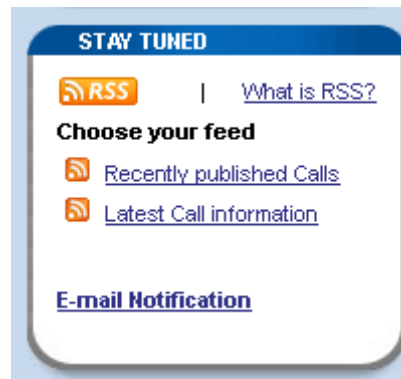 STAY TUNED
RSS | What is RSS?
Choose your feed
Recently published Calls
Latest Call information
E-mail Notification